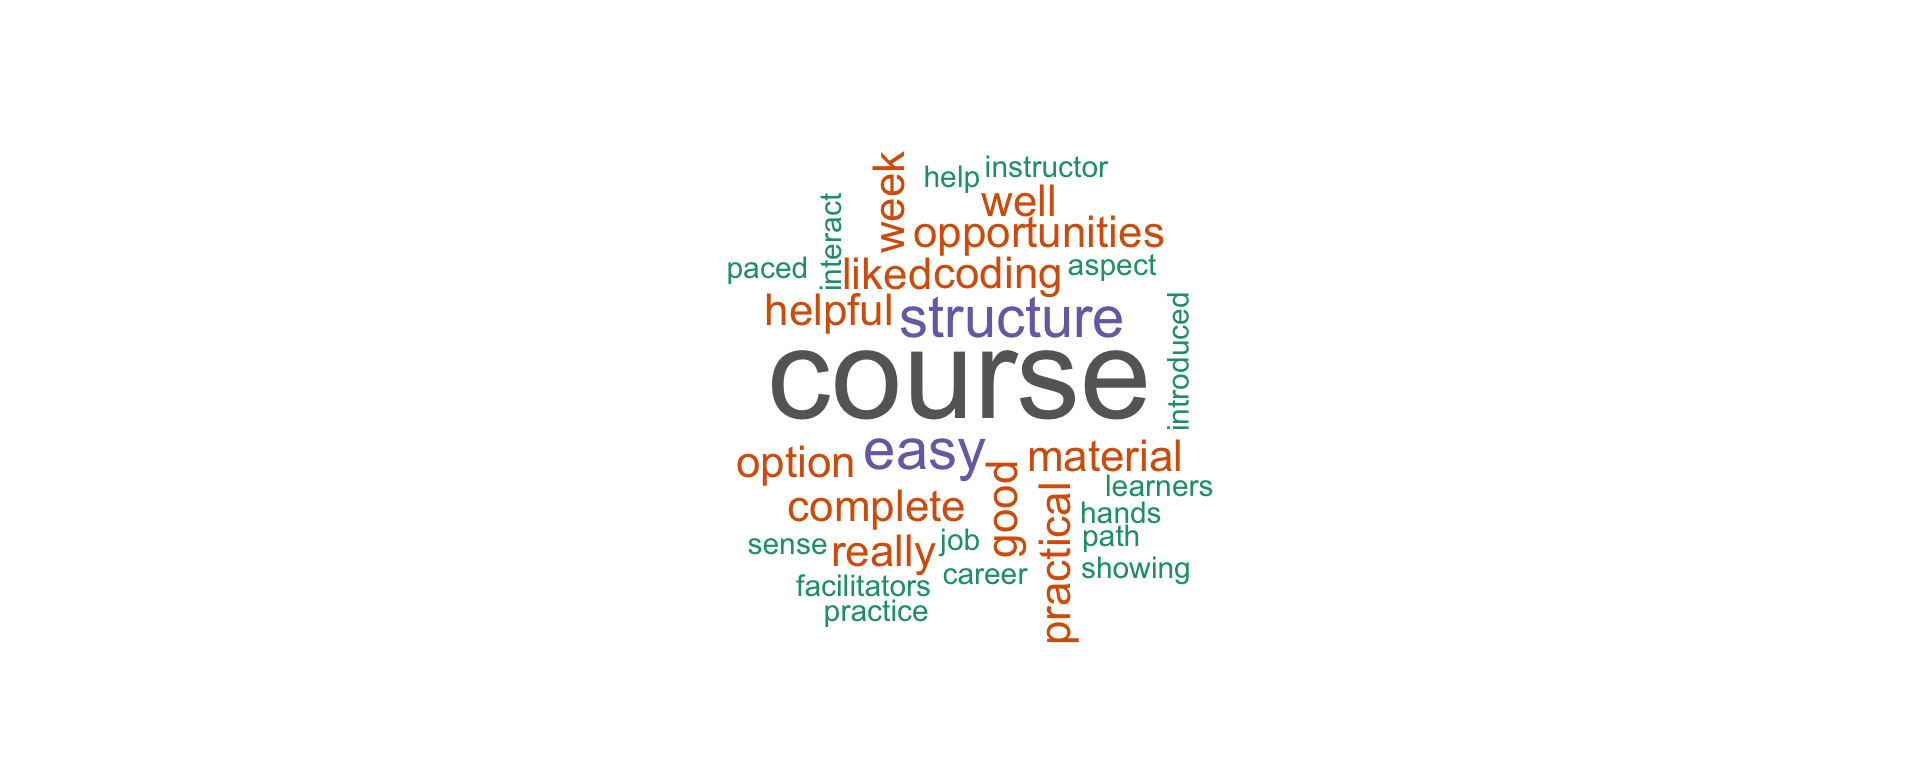 week
help
instructor
well
interact
opportunities
paced
liked
coding
aspect
helpful
structure
introduced
course
easy
option
material
good
learners
practical
complete
hands
path
sense
really
job
showing
career
facilitators
practice